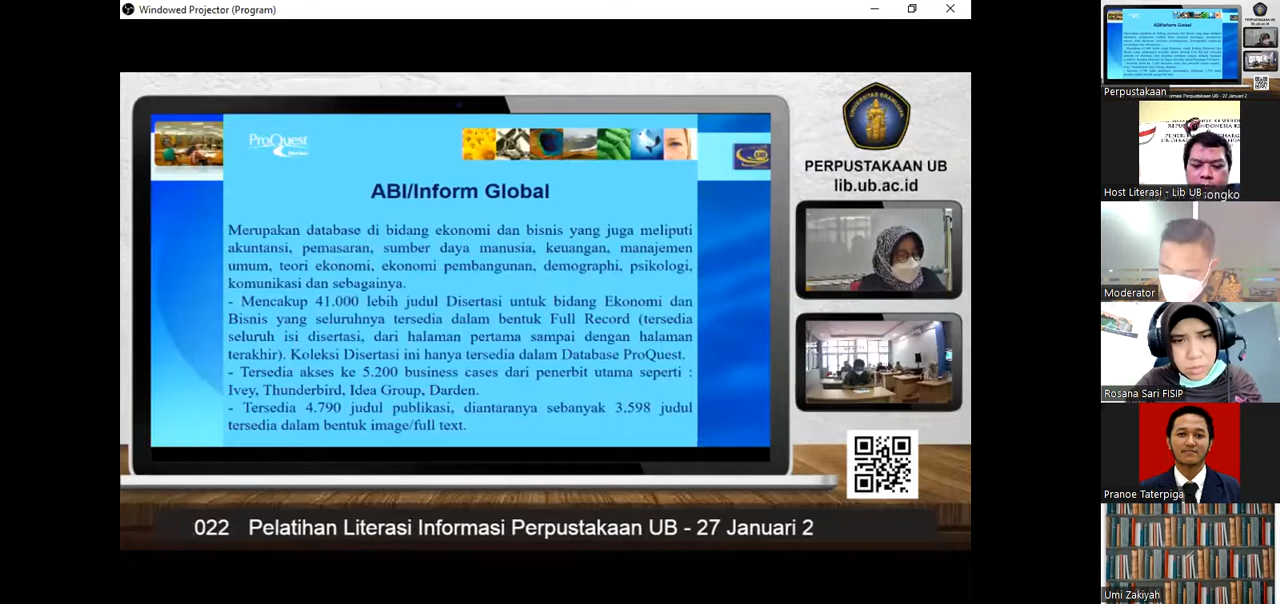 Windowed Projector (Program)
ProQuest
ABI/Inform Global
Merupakan database di bidang ekonomi dan bisnis yang juga meliputi
akuntansi, pemasaran, sumber daya manusia, keuangan, manajemen
umum, teori ekonomi, ekonomi pembangunan, demographi, psikologi,
komunikasi dan sebagainya.
- Mencakup 41.000 lebih judul Disertasi untuk bidang Ekonomi dan
Bisnis yang seluruhnya tersedia dalam bentuk Full Record (tersedia
seluruh isi disertasi, dari halaman pertama sampai dengan halaman
terakhir). Koleksi Disertasi ini hanya tersedia dalam Database ProQuest.
- Tersedia akses ke 5.200 business cases dari penerbit utama seperti :
Ivey, Thunderbird, Idea Group, Darden.
- Tersedia 4.790 judul publikasi, diantaranya sebanyak 3.598 judul
tersedia dalam bentuk image/full text.
UNIVERSITAS BRAWIJAYA
PERPUSTAKAAN UB
lib.ub.ac.id
022 Pelatihan Literasi Informasi Perpustakaan UB - 27 Januari 2
ABI/Inform Global
Perpustakaan
Host Literasi - Lib UB
Moderator
Rosana Sari FISIP
Pranoe Taterpiga
Umi Zakiyah